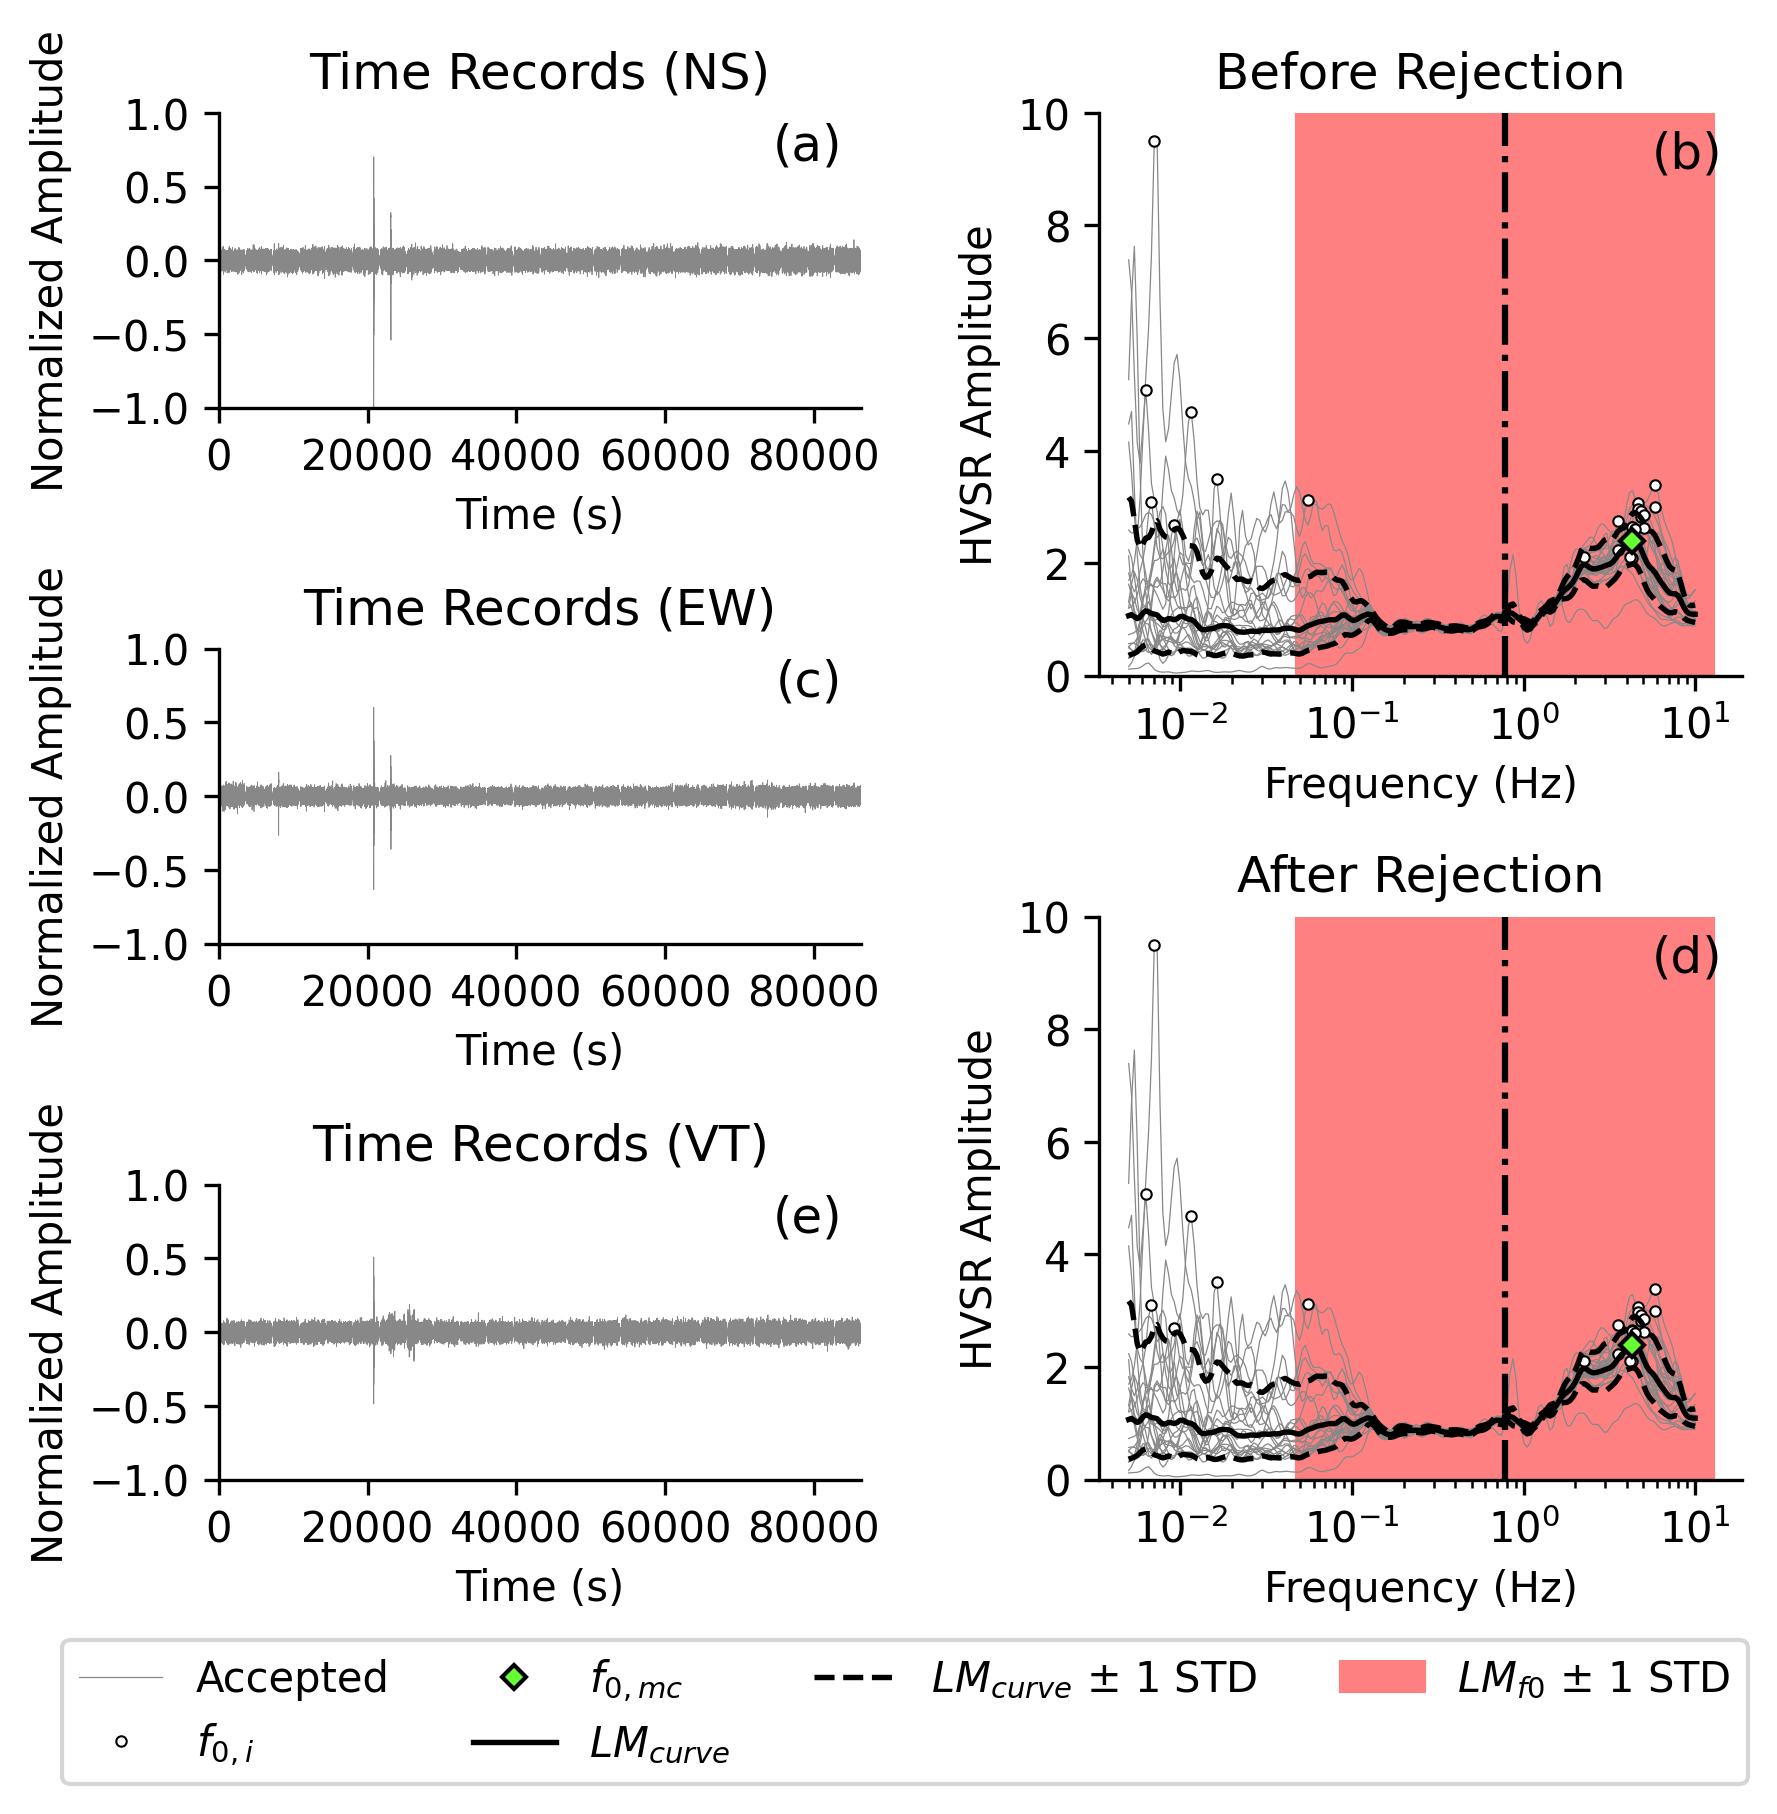 Time Records (NS)
(a)
Normalized Amplitude
1.0
0.5
0.0
−0.5
−1.0
0 20000 40000 60000 80000
Time (s)
Before Rejection
(b)
HVSR Amplitude
10
8
6
4
2
0
10⁻² 10⁻¹ 10⁰ 10¹
Frequency (Hz)
Time Records (EW)
(c)
Normalized Amplitude
1.0
0.5
0.0
−0.5
−1.0
0 20000 40000 60000 80000
Time (s)
After Rejection
(d)
HVSR Amplitude
10
8
6
4
2
0
10⁻² 10⁻¹ 10⁰ 10¹
Frequency (Hz)
Time Records (VT)
(e)
Normalized Amplitude
1.0
0.5
0.0
−0.5
−1.0
0 20000 40000 60000 80000
Time (s)
Accepted
f0,i
f0,mc
LMcurve
LMcurve ± 1 STD
LMf0 ± 1 STD